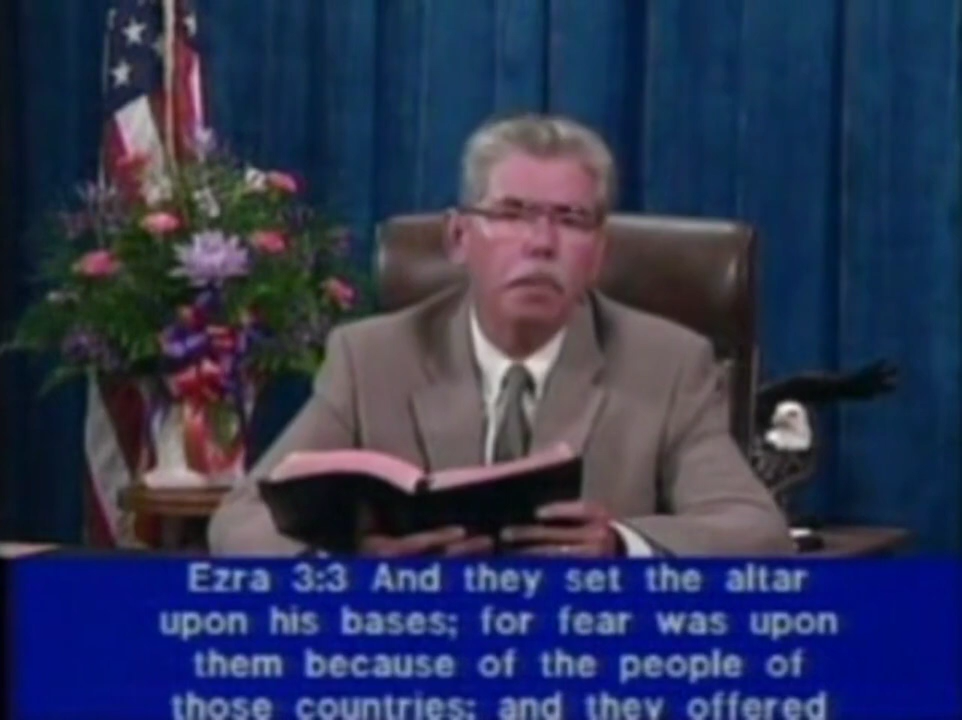 Ezra 3:3 And they set the altar
upon his bases; for fear was upon
them because of the people of
those countries: and they offered